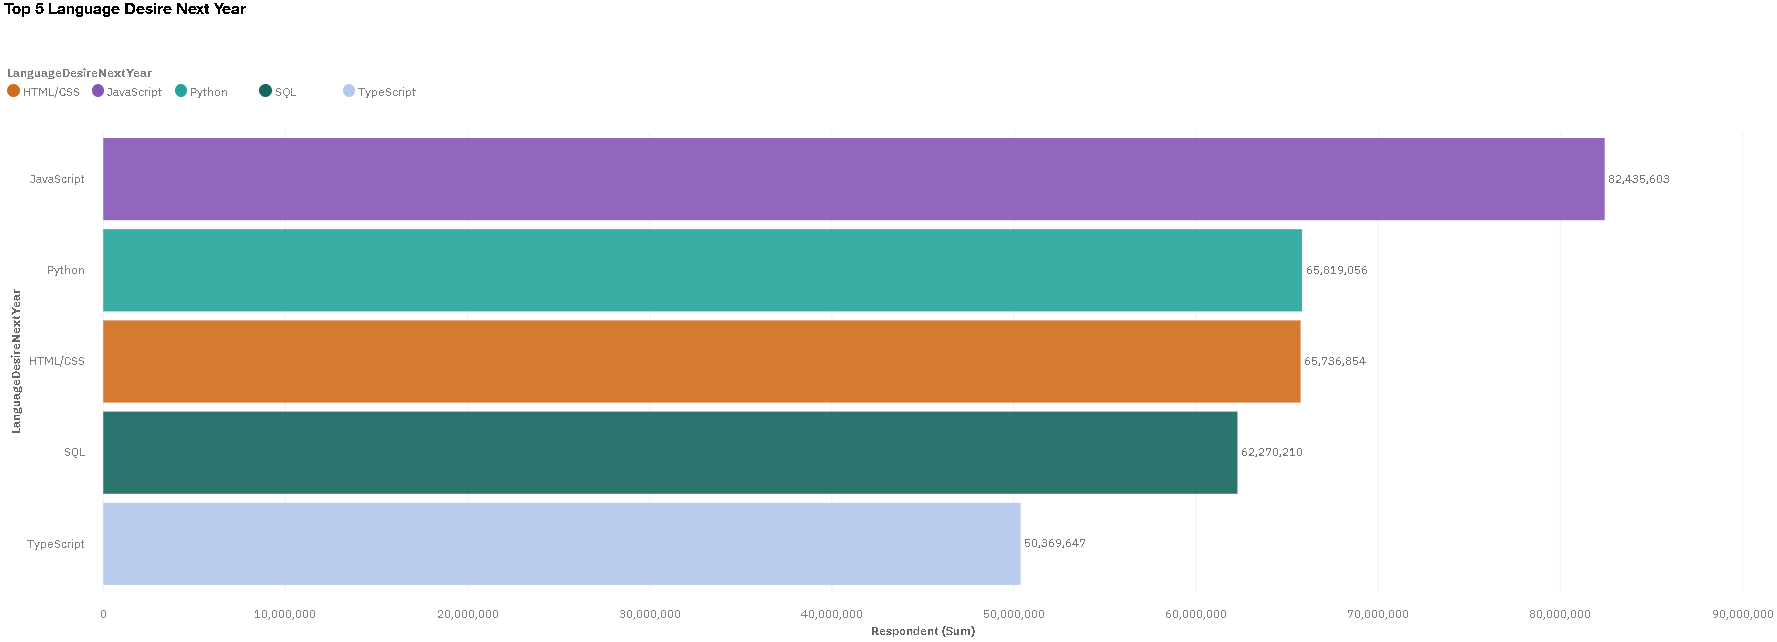 Top 5 Language Desire Next Year
LanguageDesireNextYear
HTML/CSS JavaScript Python SQL TypeScript
JavaScript 82,435,603
Python 65,819,056
HTML/CSS 65,736,854
SQL 62,270,210
TypeScript 50,369,647
LanguageDesireNextYear
0 10,000,000 20,000,000 30,000,000 40,000,000 50,000,000 60,000,000 70,000,000 80,000,000 90,000,000
Respondent (Sum)